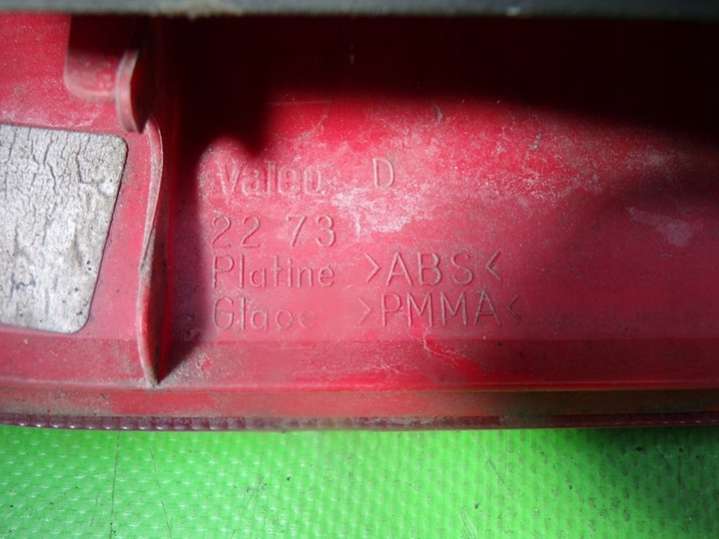 Valeo D
22 73
Platine >ABS<
Glace >PMMA<